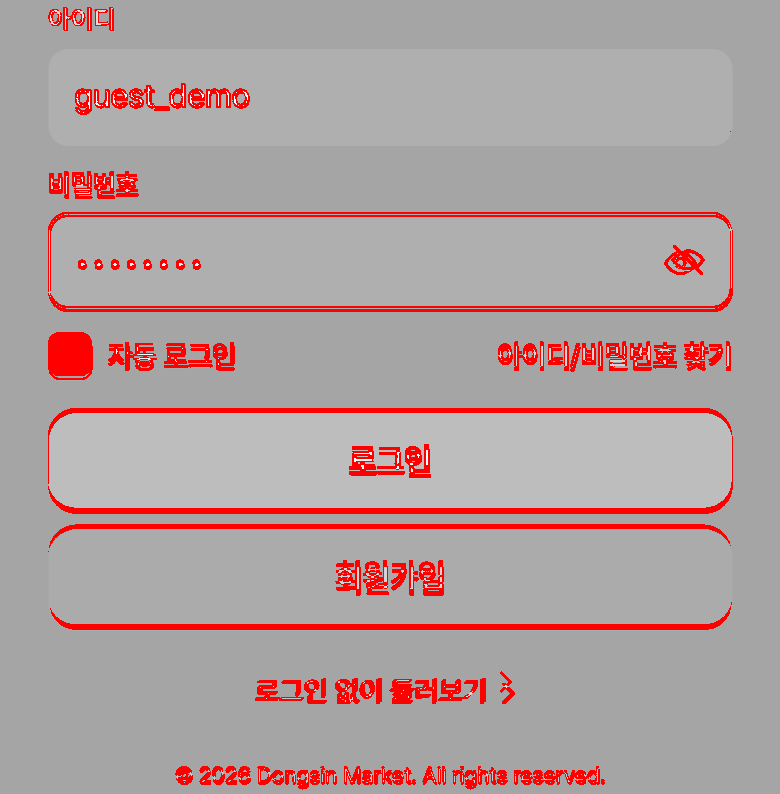 아이디
guest_demo
비밀번호
••••••••
자동 로그인
아이디/비밀번호 찾기
로그인
회원가입
로그인 없이 둘러보기 >
© 2026 Dongain Market. All rights reserved.